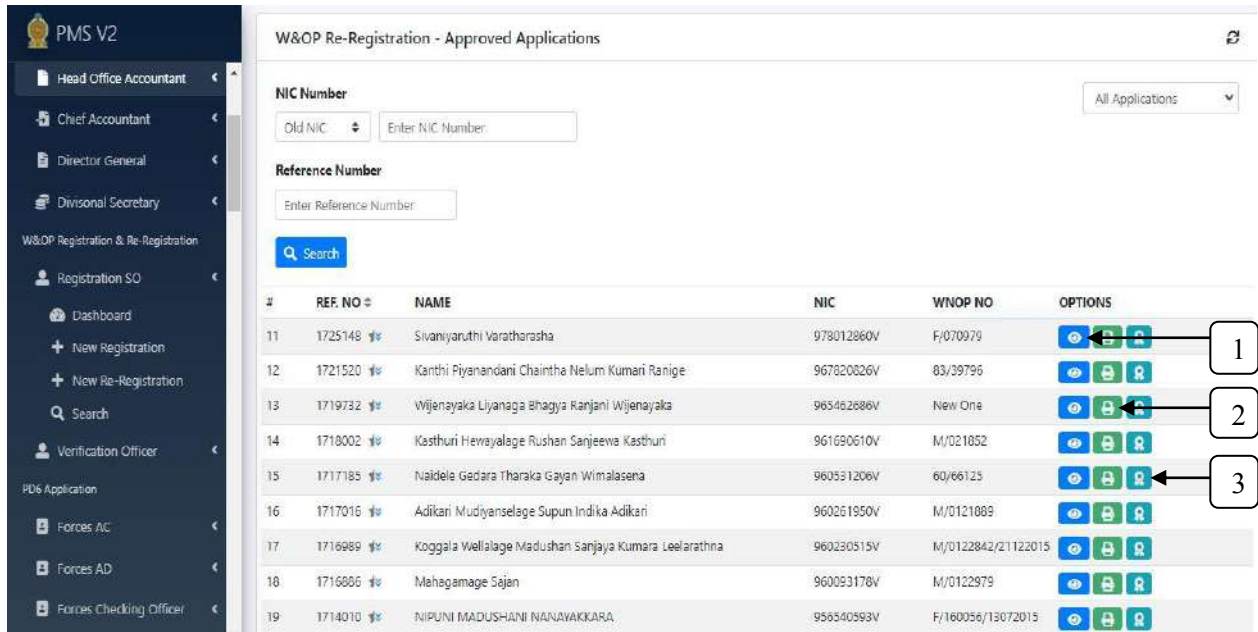 PMS V2
Head Office Accountant
Chief Accountant
Director General
Divisonal Secretary
W&OP Registration & Re-Registration
Registration SO
Dashboard
New Registration
New Re-Registration
Search
Verification Officer
PD6 Application
Forces AC
Forces AD
Forces Checking Officer
W&OP Re-Registration - Approved Applications
NIC Number
All Applications
Old NIC Enter NIC Number
Reference Number
Enter Reference Number
Search
# REF. NO NAME NIC WNOP NO OPTIONS
11 1725148 Sivaniyaruthi Varatharasha 978012860V F/070979
1
12 1721520 Kanthi Piyanandani Chaintha Nelum Kumari Ranige 967820826V 83/39796
13 1719732 Wijenayaka Liyanaga Bhagya Ranjani Wijenayaka 965462686V New One
2
14 1718002 Kasthuri Hewayalage Rushan Sanjeewa Kasthuri 961690610V M/021852
15 1717185 Naidele Gedara Tharaka Gayan Wimalasena 960531206V 60/66125
3
16 1717016 Adikari Mudiyanselage Supun Indika Adikari 960261950V M/0121889
17 1716989 Koggala Wellalage Madushan Sanjaya Kumara Leelarathna 960230515V M/0122842/21122015
18 1716886 Mahagamage Sajan 960093178V M/0122979
19 1714010 NIPUNI MADUSHANI NANAYAKKARA 956540593V F/160056/13072015